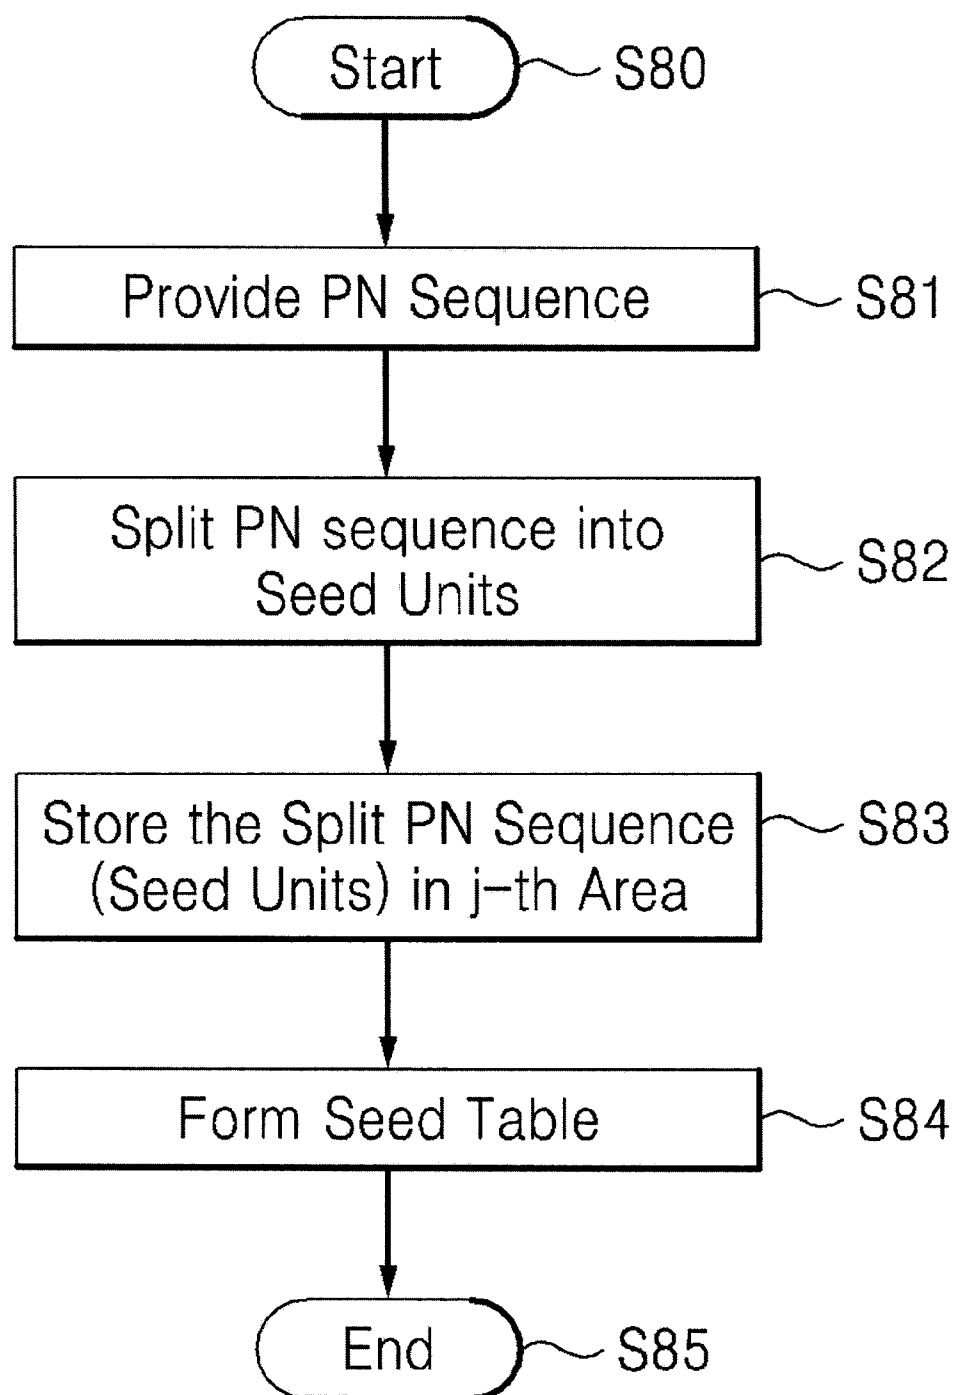 Start
S80
Provide PN Sequence
S81
Split PN sequence into
Seed Units
S82
Store the Split PN Sequence
(Seed Units) in j-th Area
S83
Form Seed Table
S84
End
S85